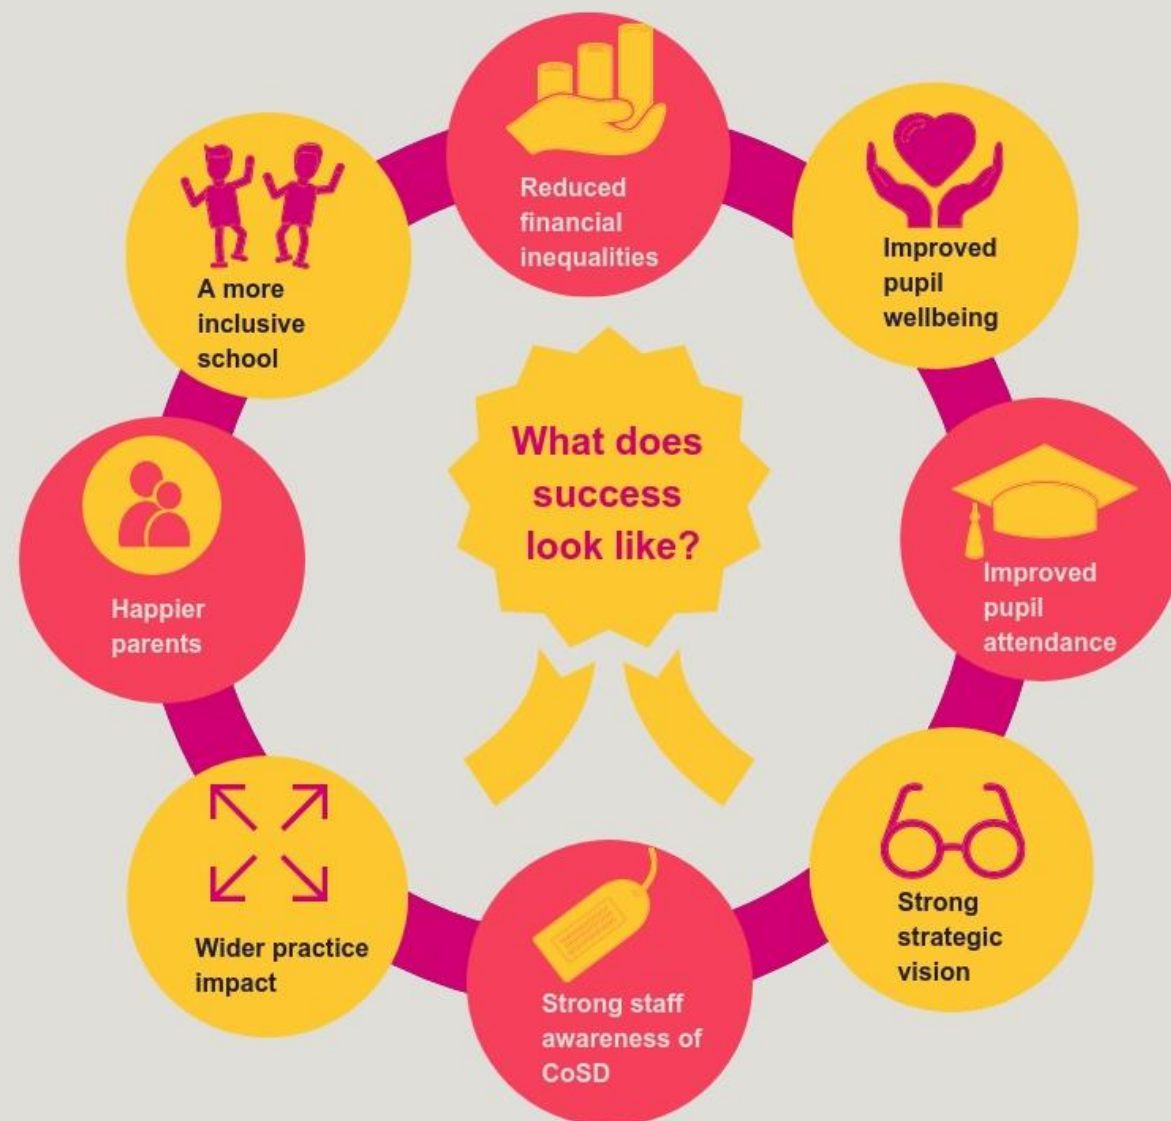 What does
success
look like?
Reduced
financial
inequalities
Improved
pupil
wellbeing
Improved
pupil
attendance
Strong
strategic
vision
Strong staff
awareness of
CoSD
Wider practice
impact
Happier
parents
A more
inclusive
school